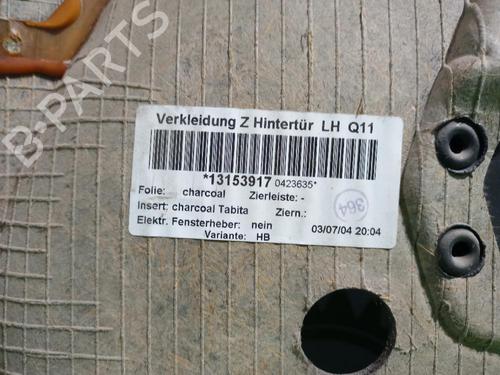 B-PARTS
Verkleidung Z Hintertür LH Q11
*13153917 0423635*
Folie: charcoal Zierleiste: -
Insert: charcoal Tabita Ziern.:
364
Elektr. Fensterheber: nein
Variante: HB 03/07/04 20:04